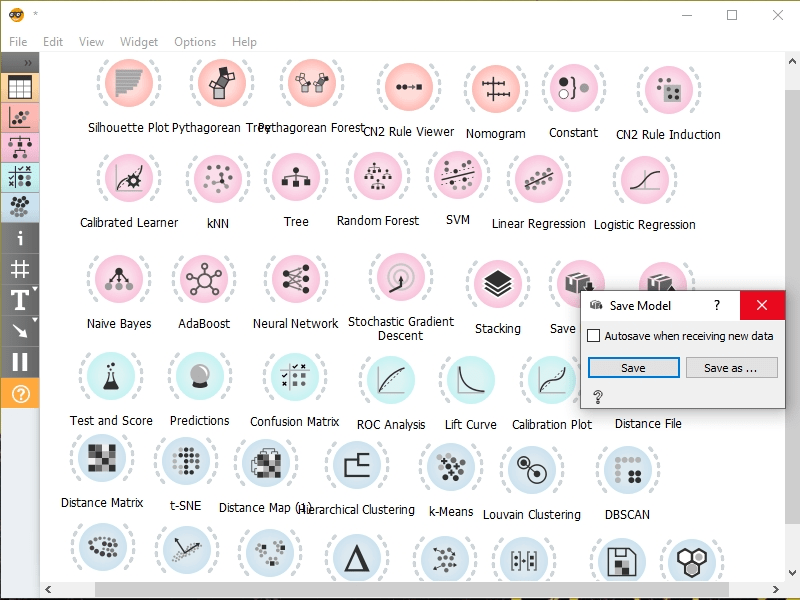 *
File Edit View Widget Options Help
Silhouette Plot Pythagorean Tree Pythagorean Forest CN2 Rule Viewer Nomogram Constant CN2 Rule Induction
Calibrated Learner kNN Tree Random Forest SVM Linear Regression Logistic Regression
Naive Bayes AdaBoost Neural Network Stochastic Gradient Descent Stacking Save
Save Model ?
Autosave when receiving new data
Save Save as ...
?
Test and Score Predictions Confusion Matrix ROC Analysis Lift Curve Calibration Plot Distance File
Distance Matrix t-SNE Distance Map (1) Hierarchical Clustering k-Means Louvain Clustering DBSCAN